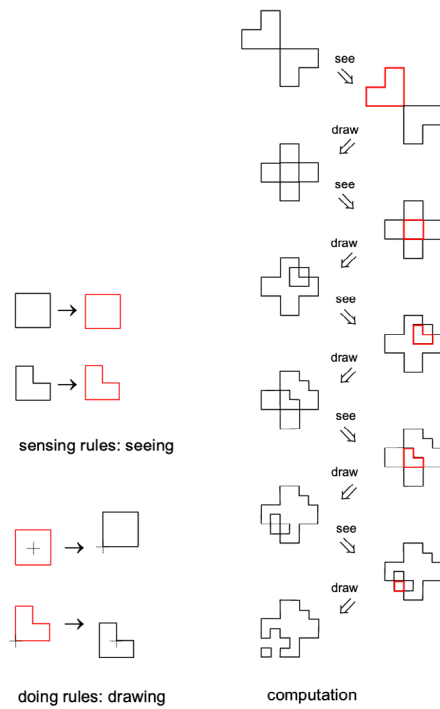 see
draw
see
draw
see
draw
see
draw
see
draw
sensing rules: seeing
doing rules: drawing
computation